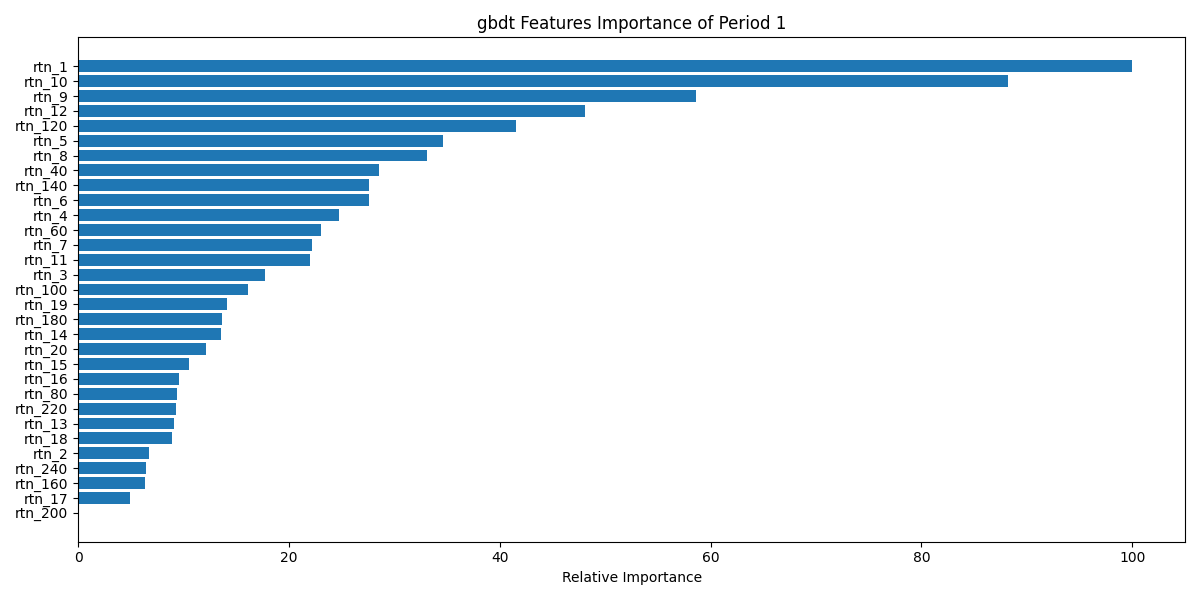 gbdt Features Importance of Period 1
rtn_1
rtn_10
rtn_9
rtn_12
rtn_120
rtn_5
rtn_8
rtn_40
rtn_140
rtn_6
rtn_4
rtn_60
rtn_7
rtn_11
rtn_3
rtn_100
rtn_19
rtn_180
rtn_14
rtn_20
rtn_15
rtn_16
rtn_80
rtn_220
rtn_13
rtn_18
rtn_2
rtn_240
rtn_160
rtn_17
rtn_200
0 20 40 60 80 100
Relative Importance